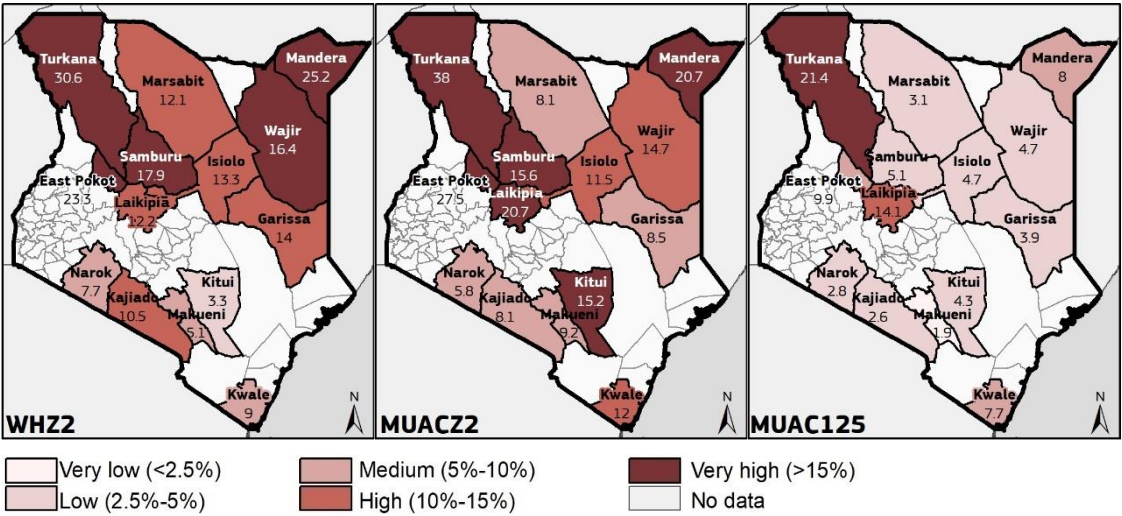 Turkana
30.6
Marsabit
12.1
Mandera
25.2
Wajir
16.4
Samburu
17.9
Isiolo
13.3
East Pokot
23.3
Laikipia
12.2
Garissa
14
Narok
7.7
Kajiado
10.5
Kitui
3.3
Makueni
5.1
Kwale
9
WHZ2
N
Turkana
38
Marsabit
8.1
Mandera
20.7
Wajir
14.7
Samburu
15.6
Isiolo
11.5
East Pokot
27.5
Laikipia
20.7
Garissa
8.5
Narok
5.8
Kajiado
8.1
Kitui
15.2
Makueni
9.2
Kwale
12
MUACZ2
N
Turkana
21.4
Marsabit
3.1
Mandera
8
Wajir
4.7
Samburu
5.1
Isiolo
4.7
East Pokot
9.9
Laikipia
14.1
Garissa
3.9
Narok
2.8
Kajiado
2.6
Kitui
4.3
Makueni
1.9
Kwale
7.7
MUAC125
N
Very low (<2.5%)
Low (2.5%-5%)
Medium (5%-10%)
High (10%-15%)
Very high (>15%)
No data